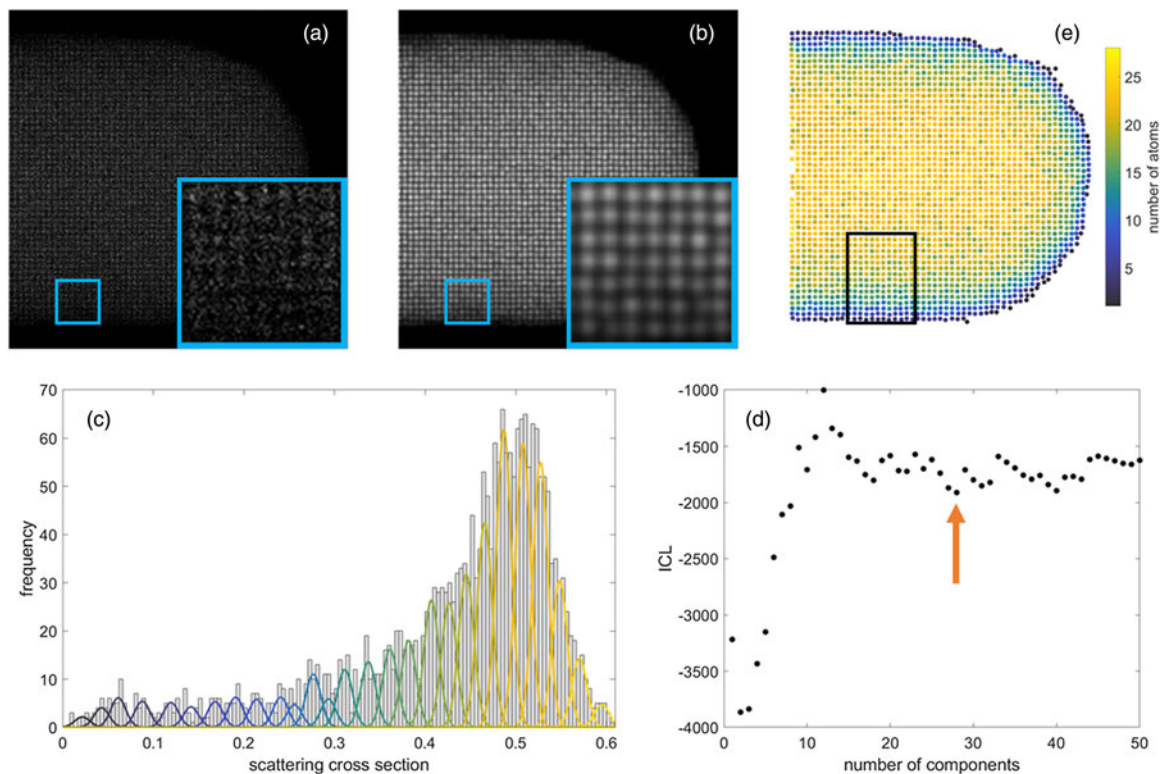 (a)
(b)
(e)
25
20
15
10
5
number of atoms
(c)
70
60
50
40
30
20
10
0
frequency
0 0.1 0.2 0.3 0.4 0.5 0.6
scattering cross section
(d)
-1000
-1500
-2000
-2500
-3000
-3500
-4000
ICL
0 10 20 30 40 50
number of components